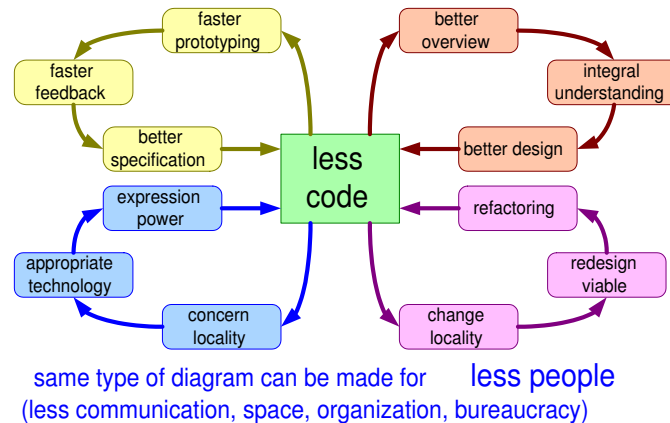 faster
prototyping
faster
feedback
better
specification
better
overview
integral
understanding
better design
less
code
expression
power
appropriate
technology
concern
locality
refactoring
redesign
viable
change
locality
same type of diagram can be made for less people
(less communication, space, organization, bureaucracy)